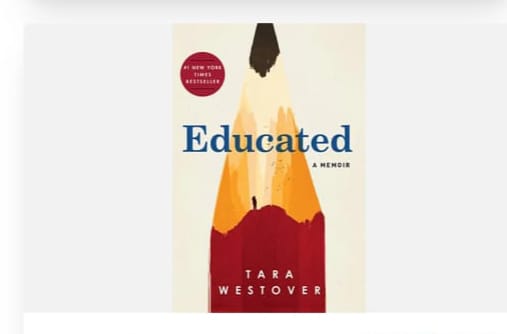 #1 NEW YORK
TIMES
BESTSELLER
Educated
A MEMOIR
TARA
WESTOVER